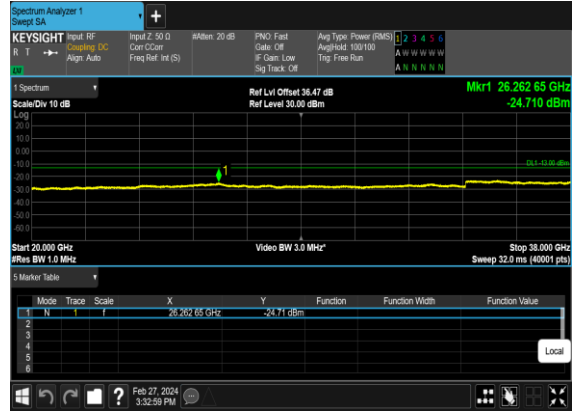 Spectrum Analyzer 1
Swept SA
KEYSIGHT Input: RF Input Z: 50 Ω #Atten: 20 dB PNO: Fast Avg Type: Power (RMS) 1 2 3 4 5 6
R T Coupling: DC Corr CCorr Gate: Off Avg|Hold: 100/100 A W W W W W
Align: Auto Freq Ref: Int (S) IF Gain: Low Trig: Free Run
Sig Track: Off A N N N N N
LW
1 Spectrum Ref Lvl Offset 36.47 dB Mkr1 26.262 65 GHz
Scale/Div 10 dB Ref Level 30.00 dBm -24.710 dBm
Log
20.0
10.0
0.00
-10.0
DL1 -13.00 dBm
1
-20.0
-30.0
-40.0
-50.0
-60.0
Start 20.000 GHz Video BW 3.0 MHz* Stop 38.000 GHz
#Res BW 1.0 MHz Sweep 32.0 ms (40001 pts)
5 Marker Table
Mode Trace Scale X Y Function Function Width Function Value
1 N 1 f 26.262 65 GHz -24.71 dBm
2
3
4
5
6
Local
? Feb 27, 2024
3:32:59 PM